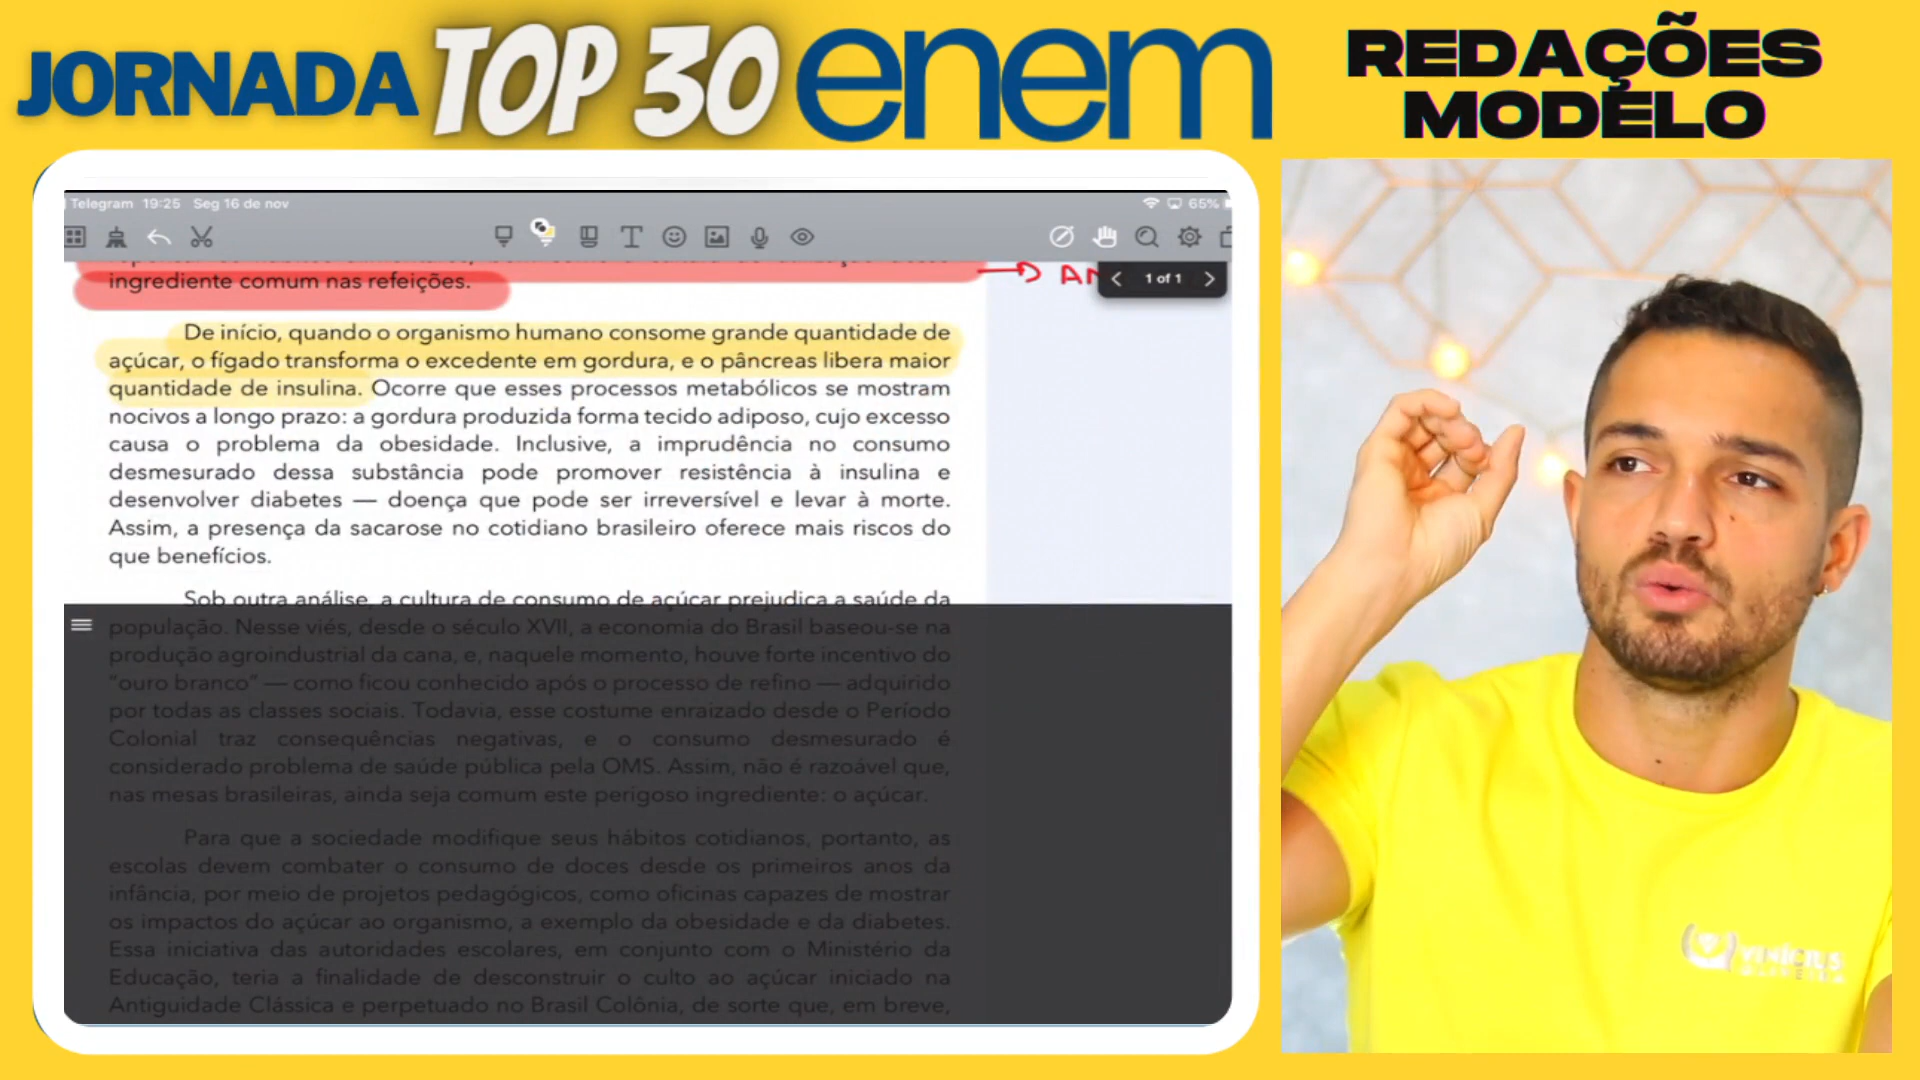 JORNADA TOP 30 enem
REDAÇÕES
MODELO
Telegram 19:25 Seg 16 de nov
65%
1 of 1
ingrediente comum nas refeições.
De início, quando o organismo humano consome grande quantidade de
açúcar, o fígado transforma o excedente em gordura, e o pâncreas libera maior
quantidade de insulina. Ocorre que esses processos metabólicos se mostram
nocivos a longo prazo: a gordura produzida forma tecido adiposo, cujo excesso
causa o problema da obesidade. Inclusive, a imprudência no consumo
desmesurado dessa substância pode promover resistência à insulina e
desenvolver diabetes — doença que pode ser irreversível e levar à morte.
Assim, a presença da sacarose no cotidiano brasileiro oferece mais riscos do
que benefícios.
Sob outra análise, a cultura de consumo de açúcar prejudica a saúde da
população. Nesse viés, desde o século XVII, a economia do Brasil baseou-se na
produção agroindustrial da cana, e, naquele momento, houve forte incentivo do
"ouro branco" — como ficou conhecido após o processo de refino — adquirido
por todas as classes sociais. Todavia, esse costume enraizado desde o Período
Colonial traz consequências negativas, e o consumo desmesurado é
considerado problema de saúde pública pela OMS. Assim, não é razoável que,
nas mesas brasileiras, ainda seja comum este perigoso ingrediente: o açúcar.
Para que a sociedade modifique seus hábitos cotidianos, portanto, as
escolas devem combater o consumo de doces desde os primeiros anos da
infância, por meio de projetos pedagógicos, como oficinas capazes de mostrar
os impactos do açúcar ao organismo, a exemplo da obesidade e da diabetes.
Essa iniciativa das autoridades escolares, em conjunto com o Ministério da
Educação, teria a finalidade de desconstruir o culto ao açúcar iniciado na
Antiguidade Clássica e perpetuado no Brasil Colônia, de sorte que, em breve,
VINÍCIUS